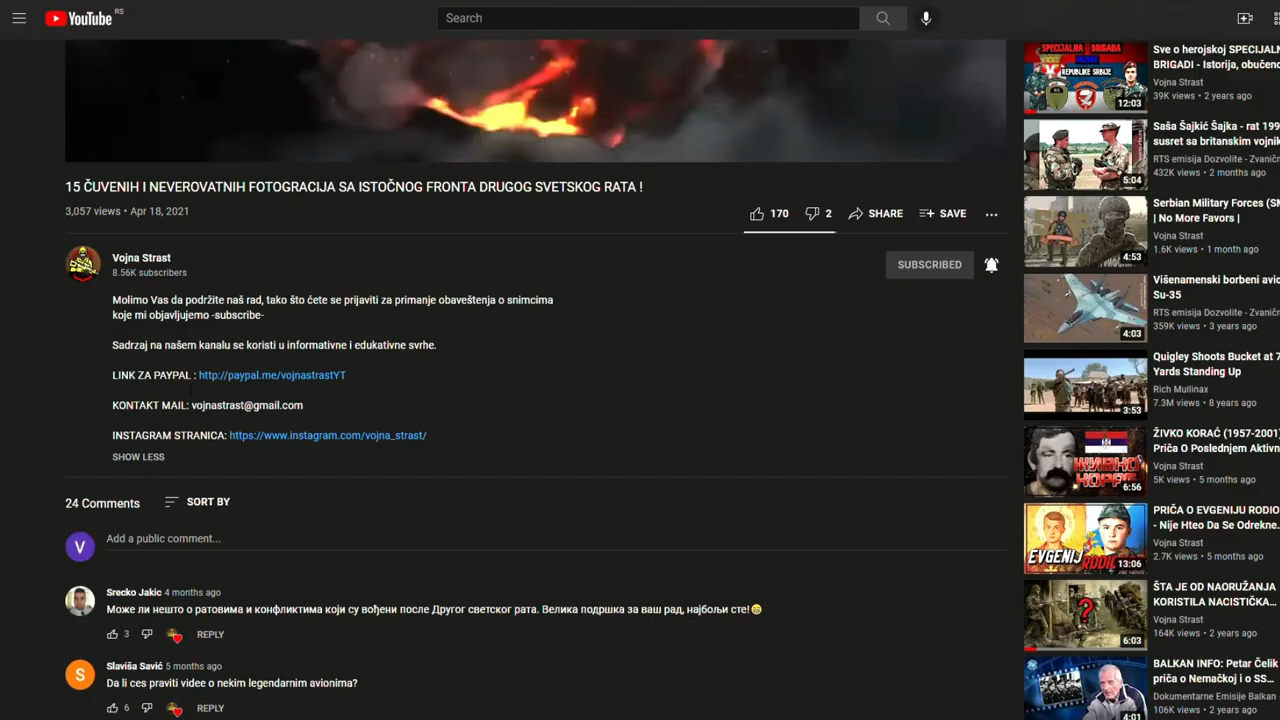 YouTube RS
Search
15 ČUVENIH I NEVEROVATNIH FOTOGRACIJA SA ISTOČNOG FRONTA DRUGOG SVETSKOG RATA !
3,057 views • Apr 18, 2021
170
2
SHARE
SAVE
Vojna Strast
8.56K subscribers
SUBSCRIBED
Molimo Vas da podržite naš rad, tako što ćete se prijaviti za primanje obaveštenja o snimcima
koje mi objavljujemo -subscribe-
Sadrzaj na našem kanalu se koristi u informativne i edukativne svrhe.
LINK ZA PAYPAL : http://paypal.me/vojnastrastYT
KONTAKT MAIL: vojnastrast@gmail.com
INSTAGRAM STRANICA: https://www.instagram.com/vojna_strast/
SHOW LESS
24 Comments
SORT BY
V
Add a public comment...
Srecko Jakic 4 months ago
Може ли нешто о ратовима и конфликтима који су вођени после Другог светског рата. Велика подршка за ваш рад, најбољи сте!
3
REPLY
S
Slaviša Savić 5 months ago
Da li ces praviti videe o nekim legendarnim avionima?
6
REPLY
SPECIJALNA BRIGADA
REPUBLIKE SRBIJE
12:03
Sve o herojskoj SPECIJALN
BRIGADI - Istorija, obučeno
Vojna Strast
39K views • 2 years ago
5:04
Saša Šajkić Šajka - rat 199
susret sa britanskim vojnik
RTS emisija Dozvolite - Zvanič
432K views • 2 months ago
4:53
Serbian Military Forces (SM
| No More Favors |
Vojna Strast
1.6K views • 1 month ago
4:03
Višenamenski borbeni avio
Su-35
RTS emisija Dozvolite - Zvanič
359K views • 3 years ago
3:53
Quigley Shoots Bucket at 7
Yards Standing Up
Rich Mullinax
7.3M views • 8 years ago
6:56
ŽIVKO KORAĆ (1957-2001)
Priča O Poslednjem Aktivn
Vojna Strast
5K views • 5 months ago
EVGENIJ
13:06
PRIČA O EVGENIJU RODIO
- Nije Hteo Da Se Odrekne
Vojna Strast
2.7K views • 5 months ago
?
6:03
ŠTA JE OD NAORUŽANJA
KORISTILA NACISTIČKA...
Vojna Strast
164K views • 2 years ago
4:01
BALKAN INFO: Petar Čelik
priča o Nemačkoj i o SS...
Dokumentarne Emisije Balkan
106K views • 2 years ago